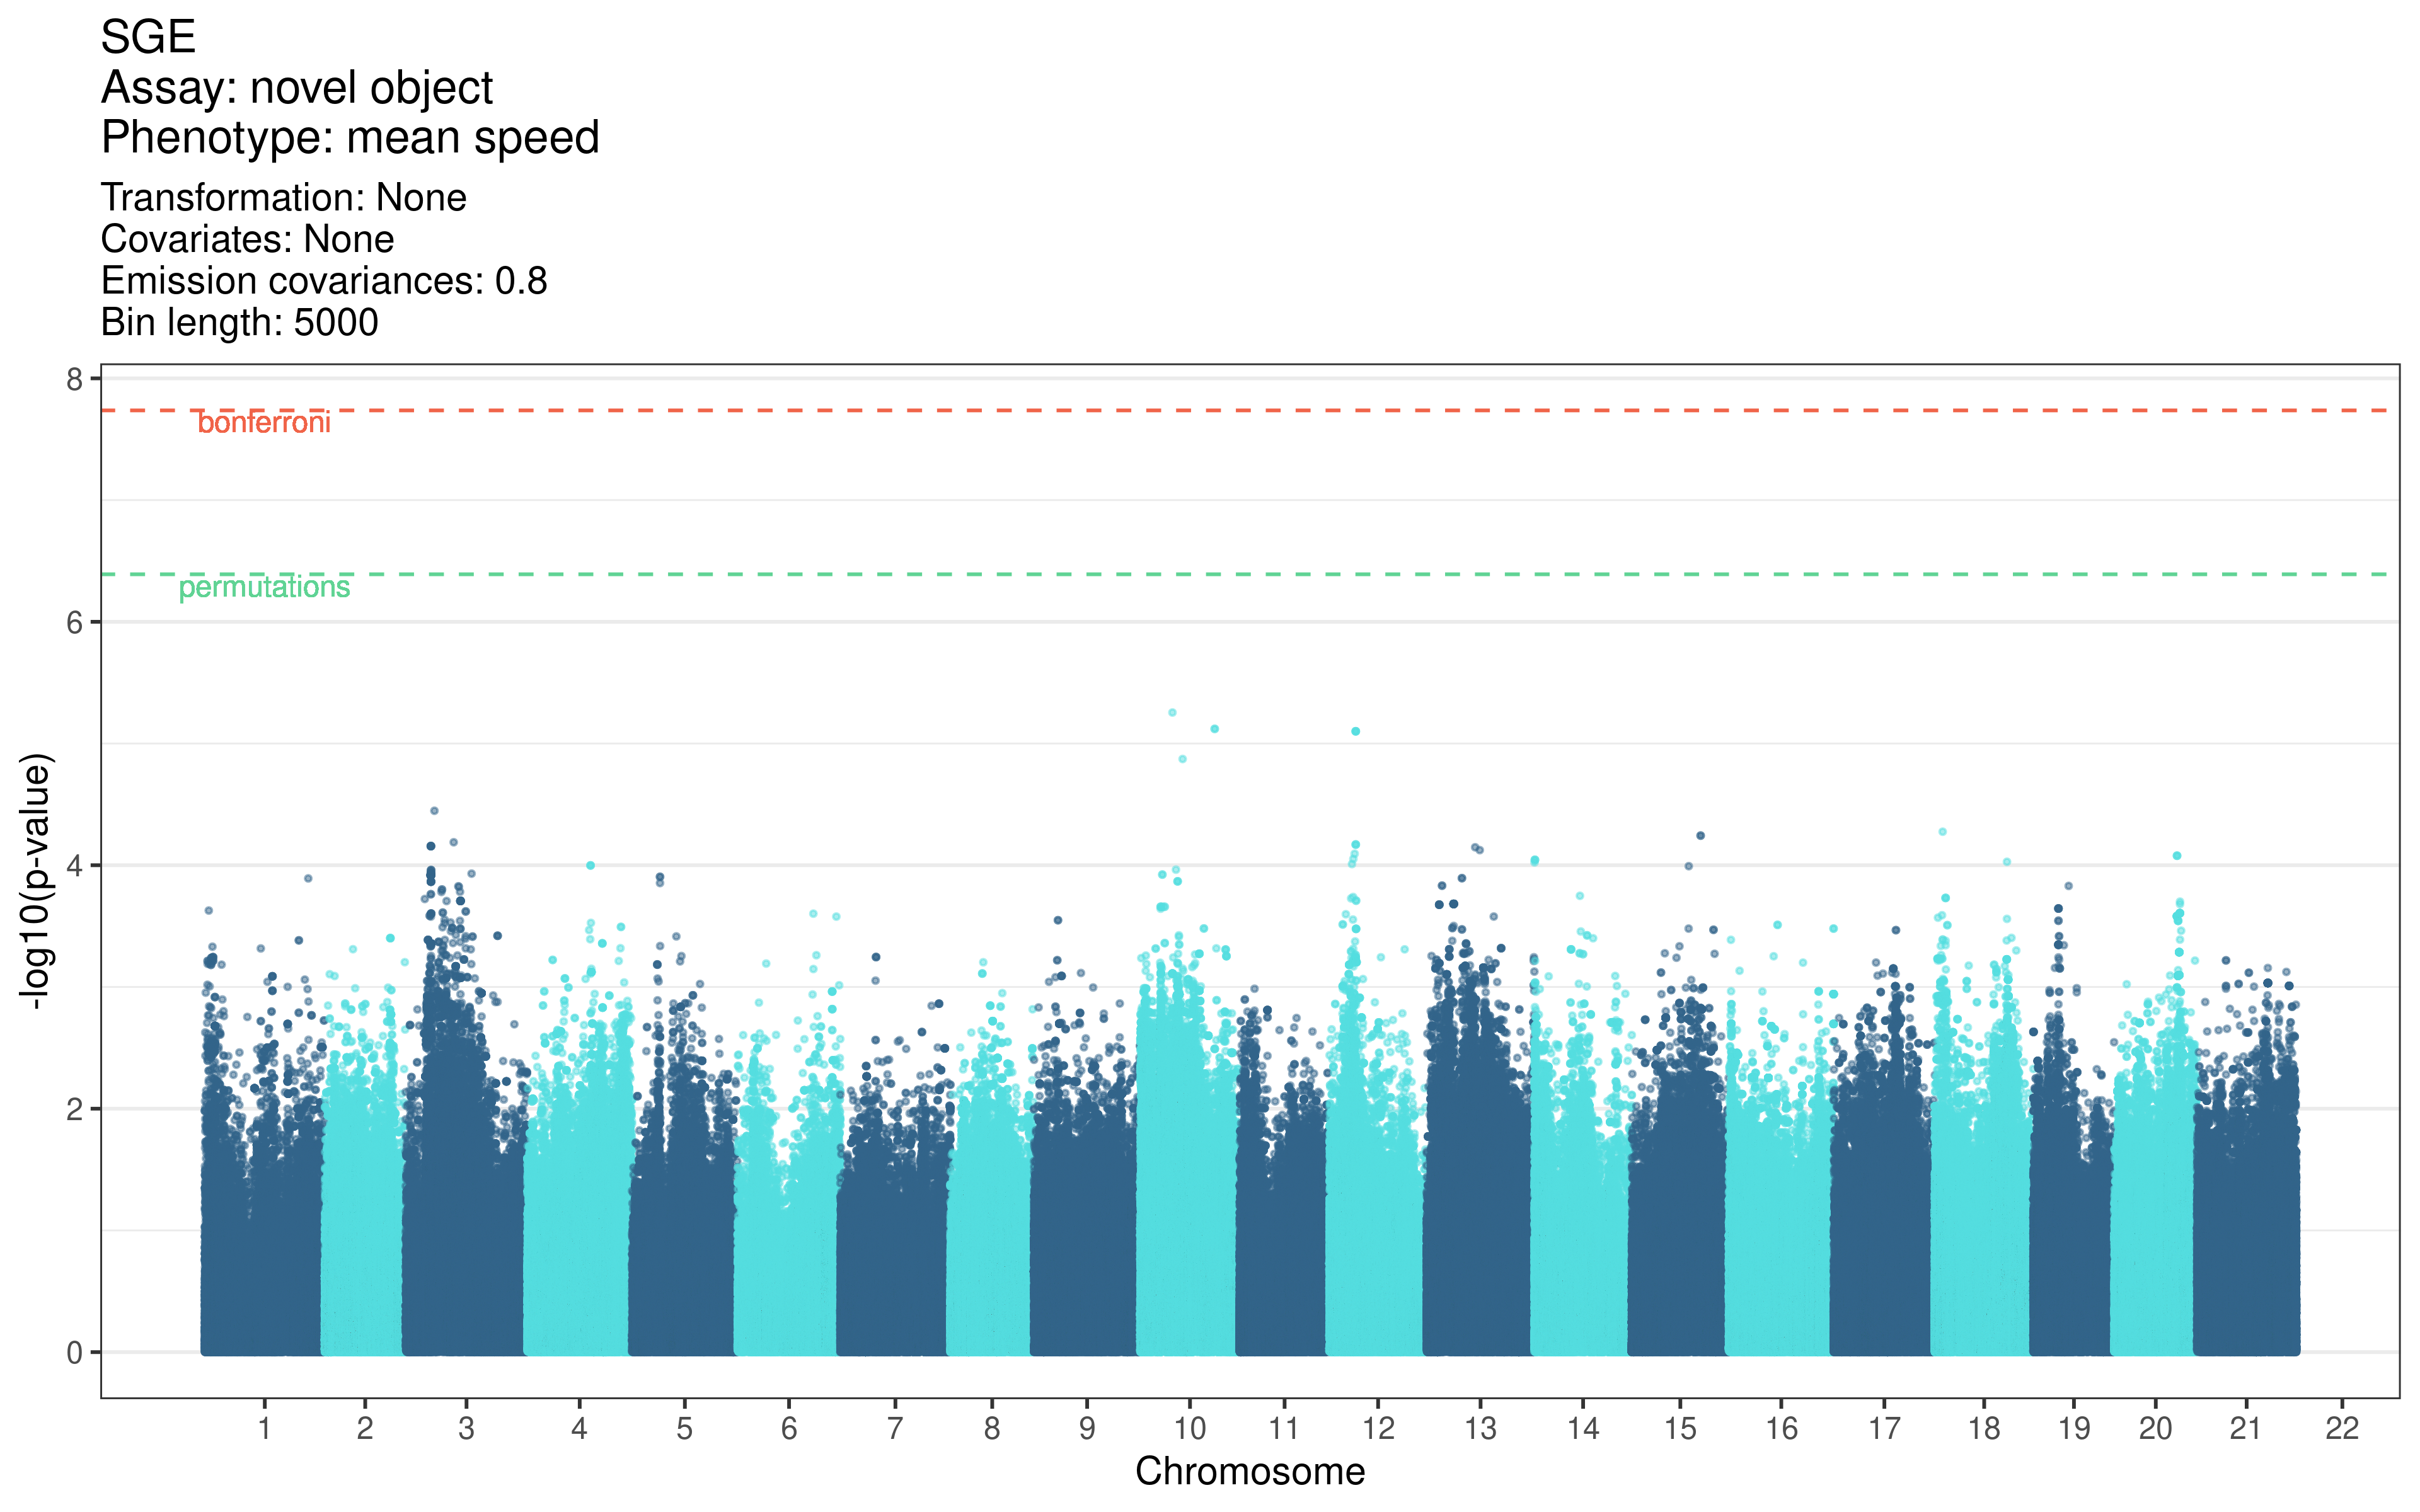 SGE
Assay: novel object
Phenotype: mean speed
Transformation: None
Covariates: None
Emission covariances: 0.8
Bin length: 5000
8
bonferroni
permutations
6
4
2
0
-log10(p-value)
1 2 3 4 5 6 7 8 9 10 11 12 13 14 15 16 17 18 19 20 21 22
Chromosome